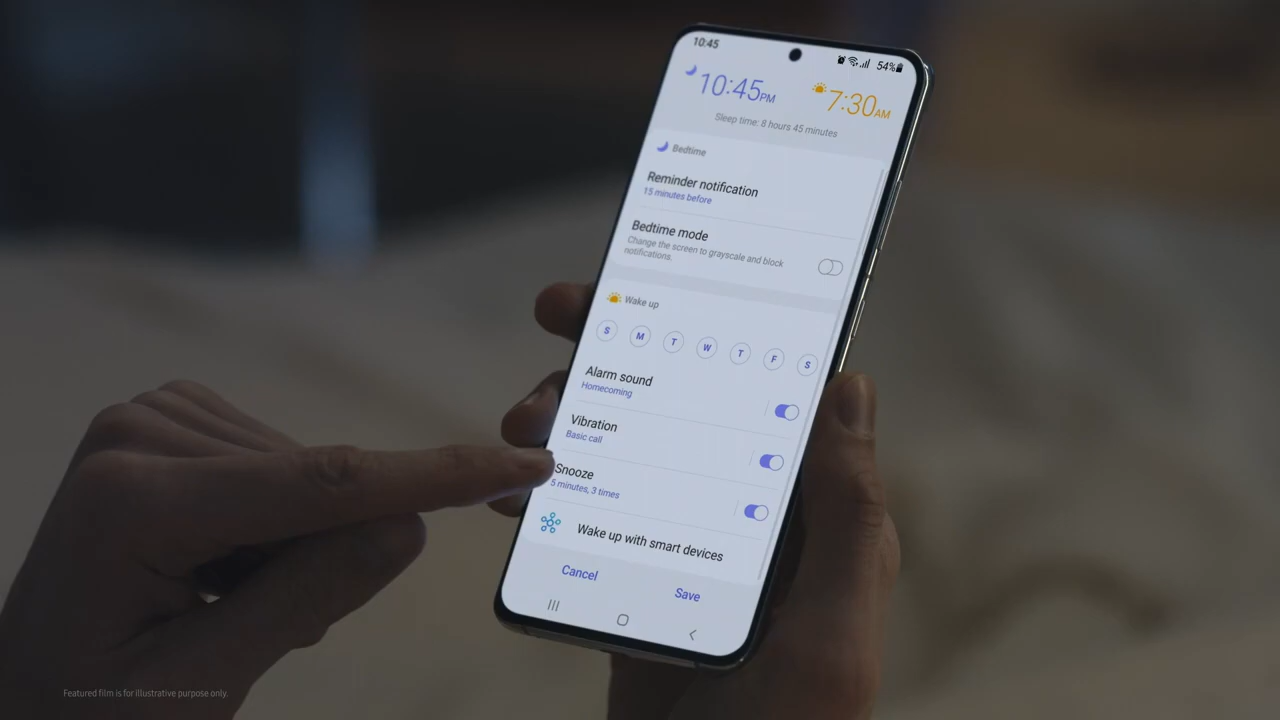 10:45
54%
10:45PM
7:30AM
Sleep time: 8 hours 45 minutes
Bedtime
Reminder notification
15 minutes before
Bedtime mode
Change the screen to grayscale and block
notifications.
Wake up
S M T W T F S
Alarm sound
Homecoming
Vibration
Basic call
Snooze
5 minutes, 3 times
Wake up with smart devices
Cancel
Save
Featured film is for illustrative purpose only.